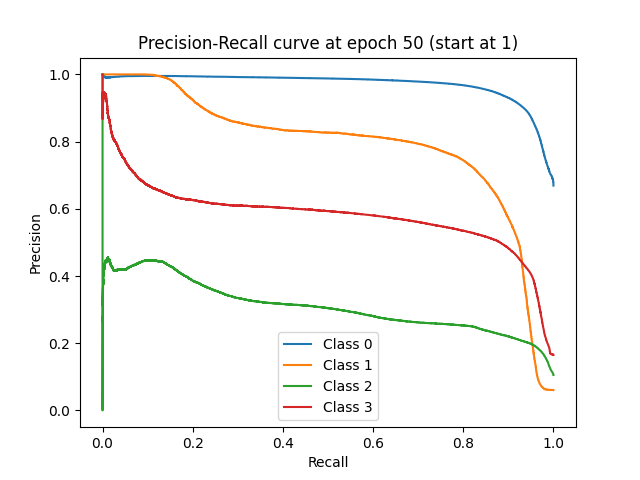 Precision-Recall curve at epoch 50 (start at 1)
Precision
1.0
0.8
0.6
0.4
0.2
0.0
Class 0
Class 1
Class 2
Class 3
0.0 0.2 0.4 0.6 0.8 1.0
Recall